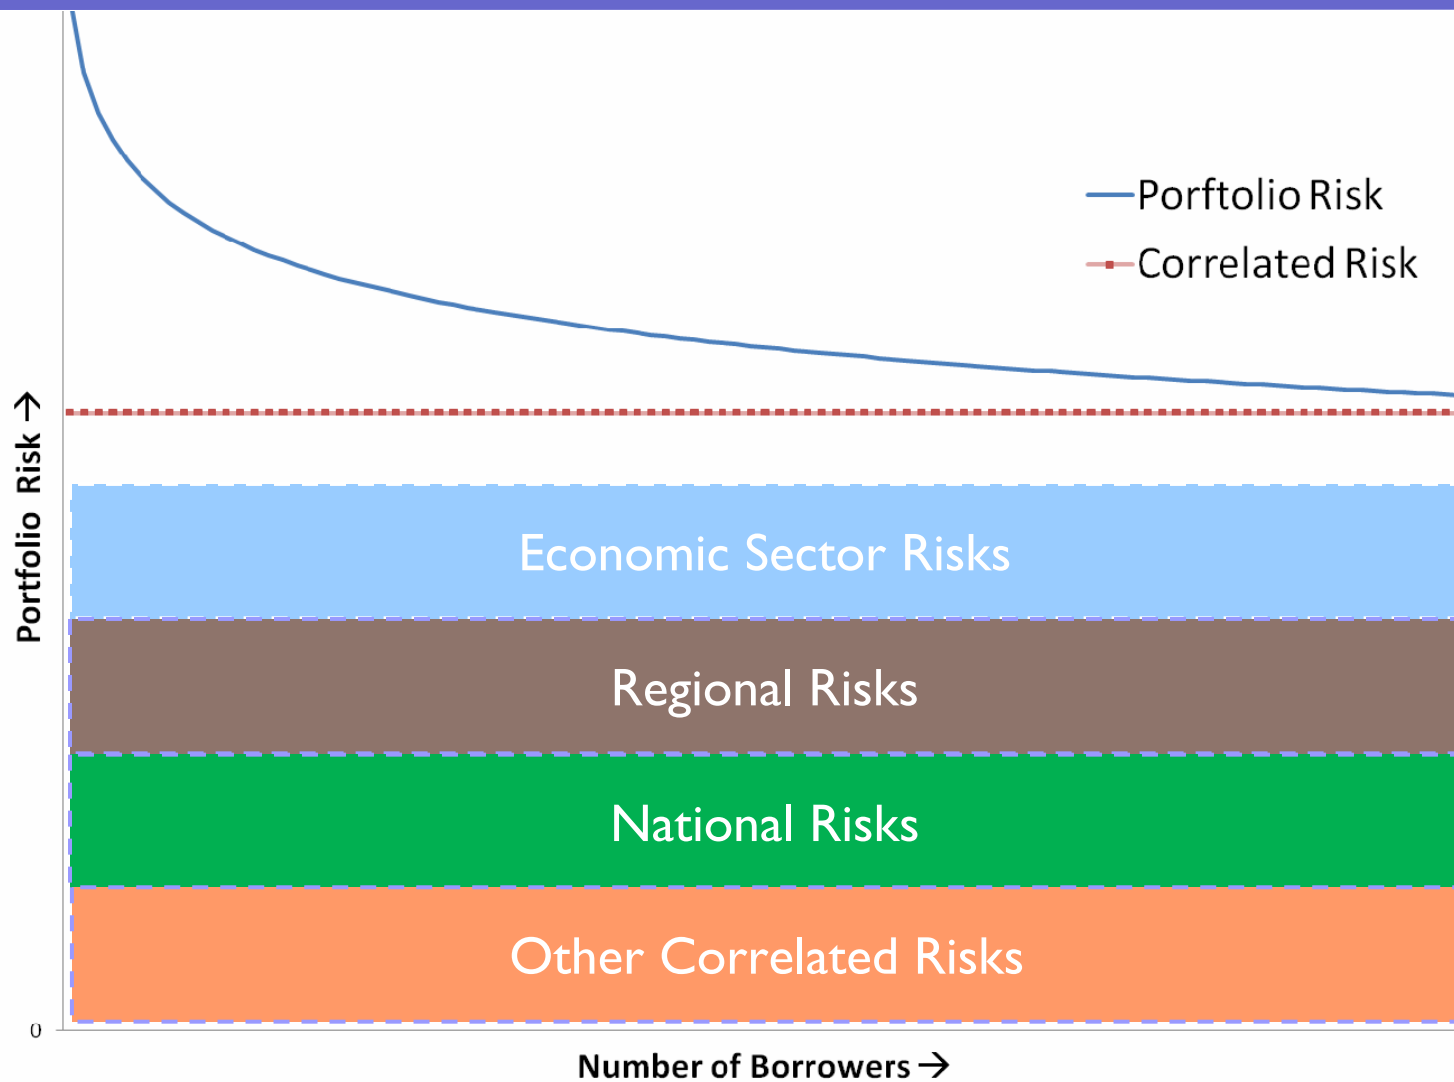 Porftolio Risk
Correlated Risk
Portfolio Risk →
Economic Sector Risks
Regional Risks
National Risks
Other Correlated Risks
0
Number of Borrowers →